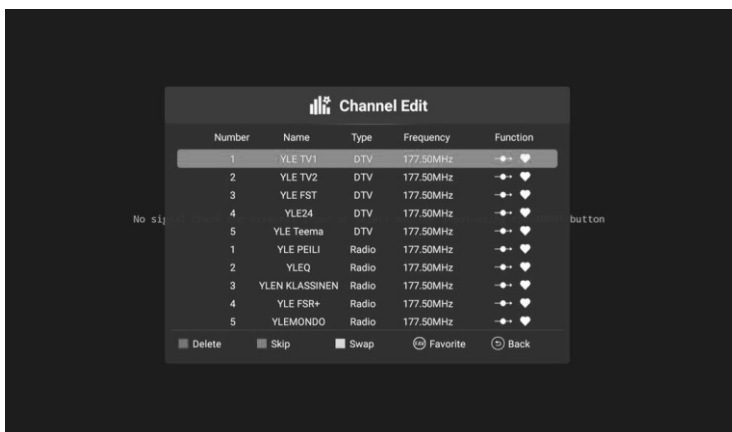 Channel Edit
Number Name Type Frequency Function
1 YLE TV1 DTV 177.50MHz
2 YLE TV2 DTV 177.50MHz
3 YLE FST DTV 177.50MHz
4 YLE24 DTV 177.50MHz
No sig button
5 YLE Teema DTV 177.50MHz
1 YLE PEILI Radio 177.50MHz
2 YLEQ Radio 177.50MHz
3 YLEN KLASSINEN Radio 177.50MHz
4 YLE FSR+ Radio 177.50MHz
5 YLEMONDO Radio 177.50MHz
Delete Skip Swap Favorite Back